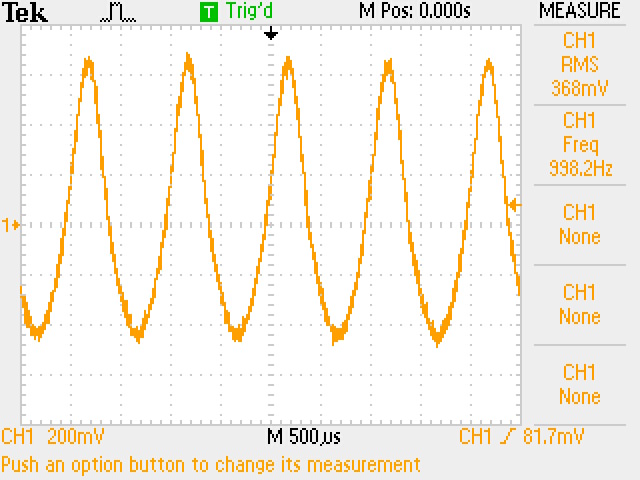 Tek T Trig'd M Pos: 0.000s MEASURE
CH1
RMS
368mV
CH1
Freq
998.2Hz
1
CH1
None
CH1
None
CH1
None
CH1 200mV M 500µs CH1 81.7mV
Push an option button to change its measurement